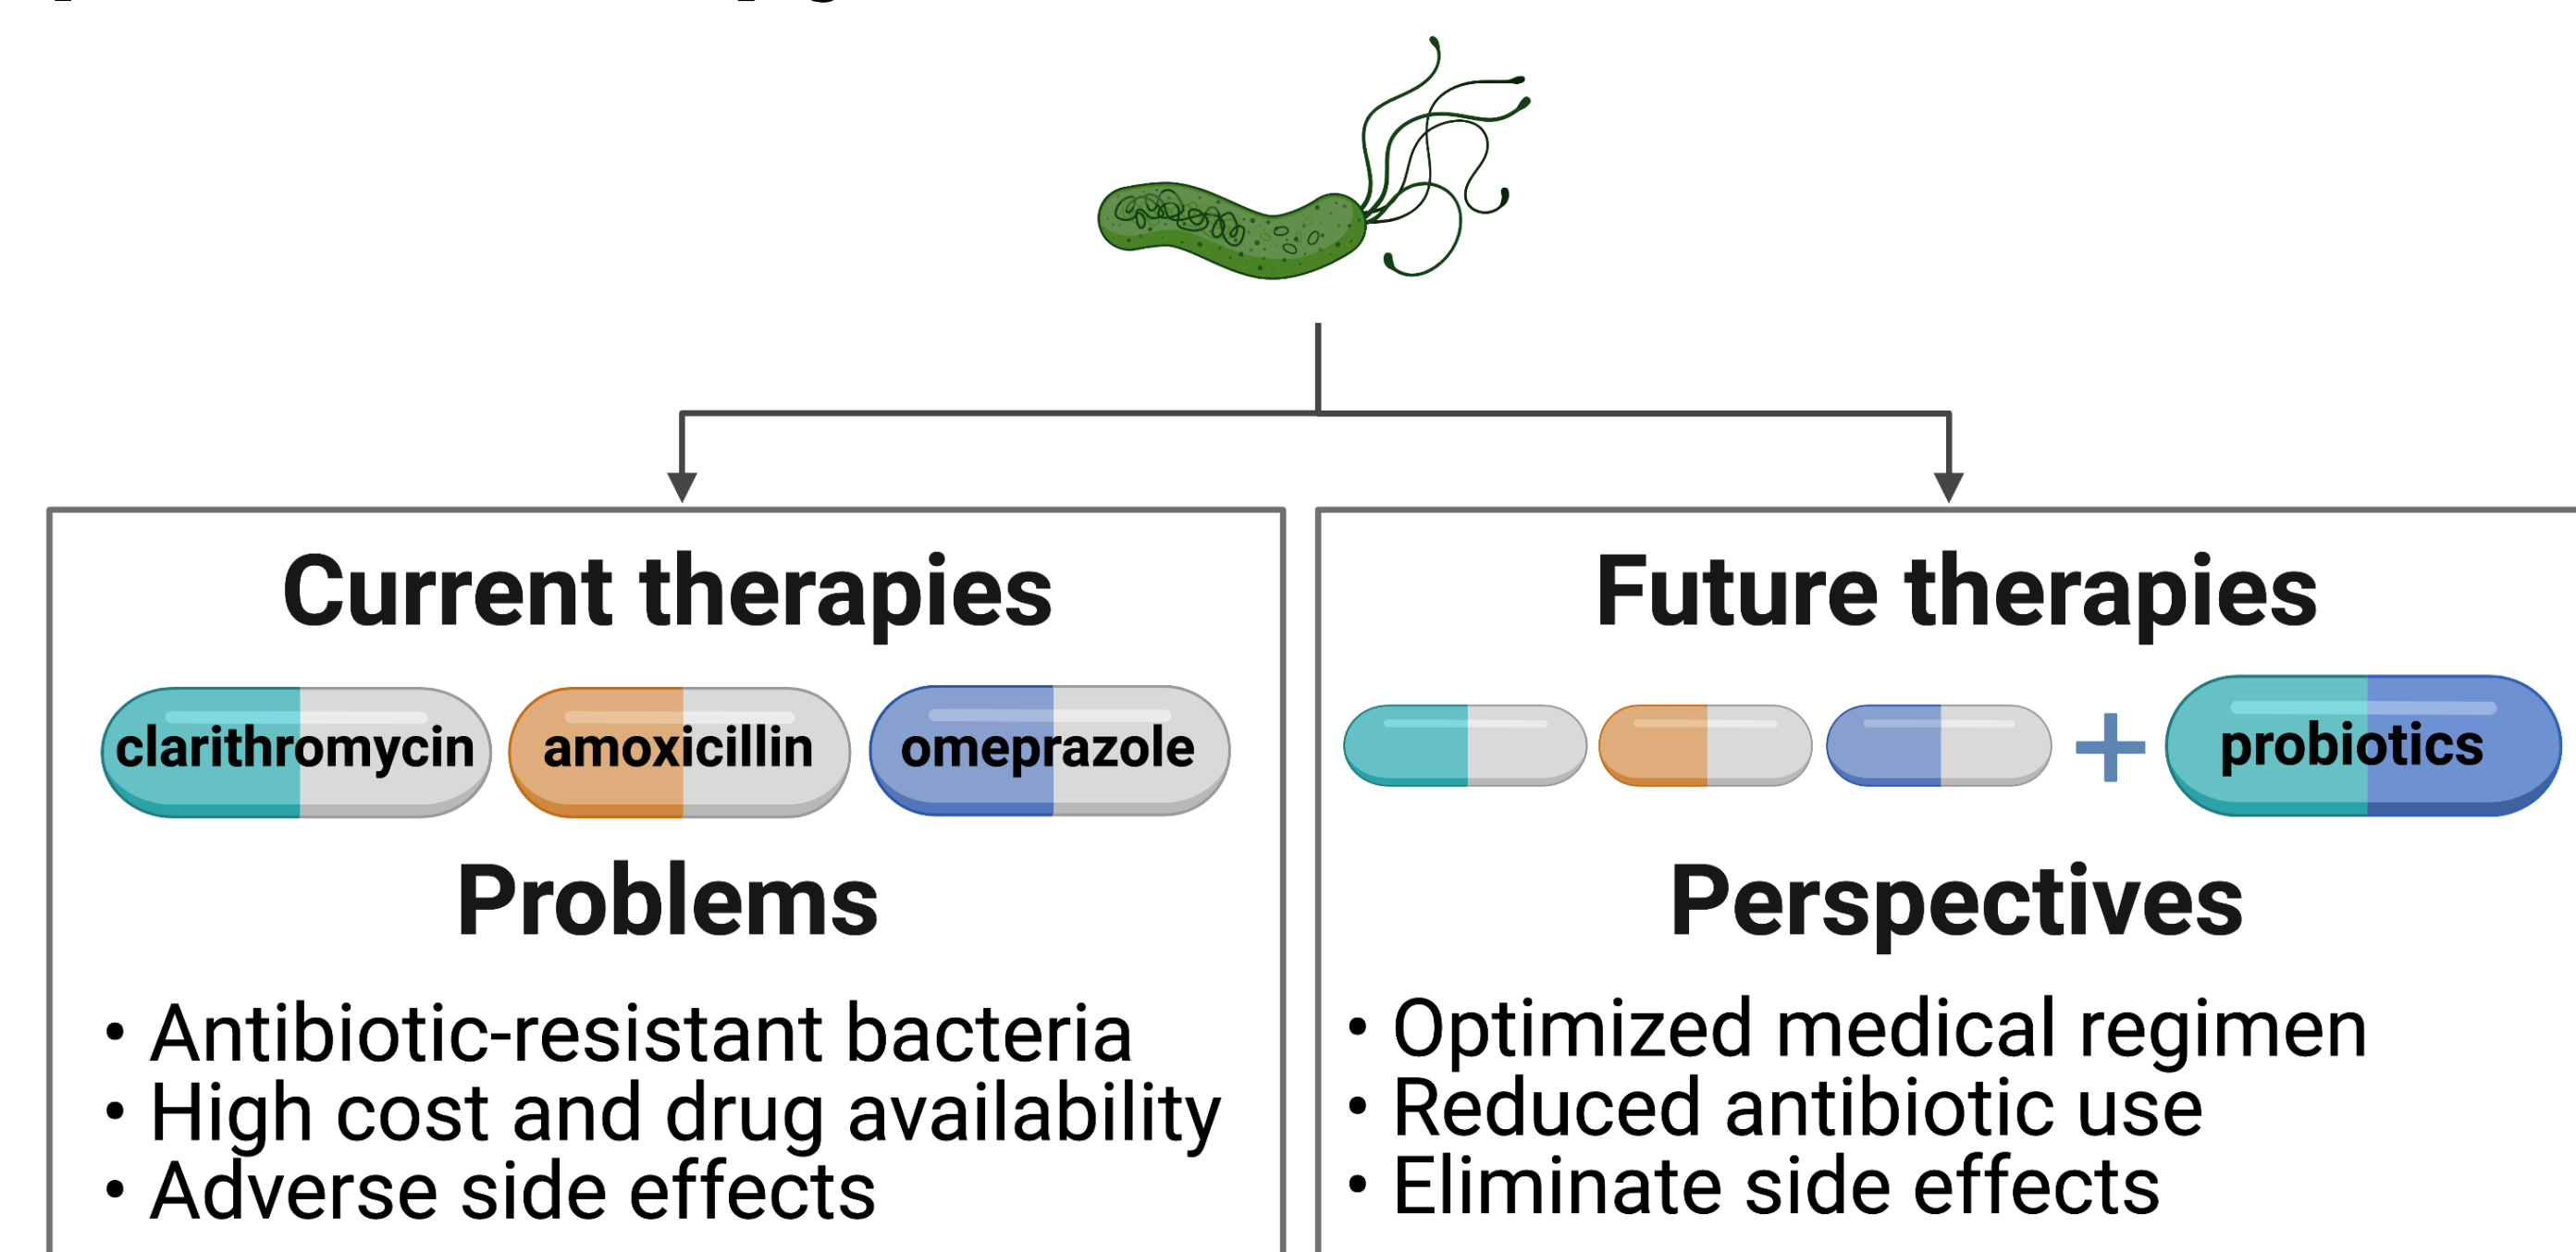 Current therapies
clarithromycin amoxicillin omeprazole
Problems
• Antibiotic-resistant bacteria
• High cost and drug availability
• Adverse side effects
Future therapies
+ probiotics
Perspectives
• Optimized medical regimen
• Reduced antibiotic use
• Eliminate side effects